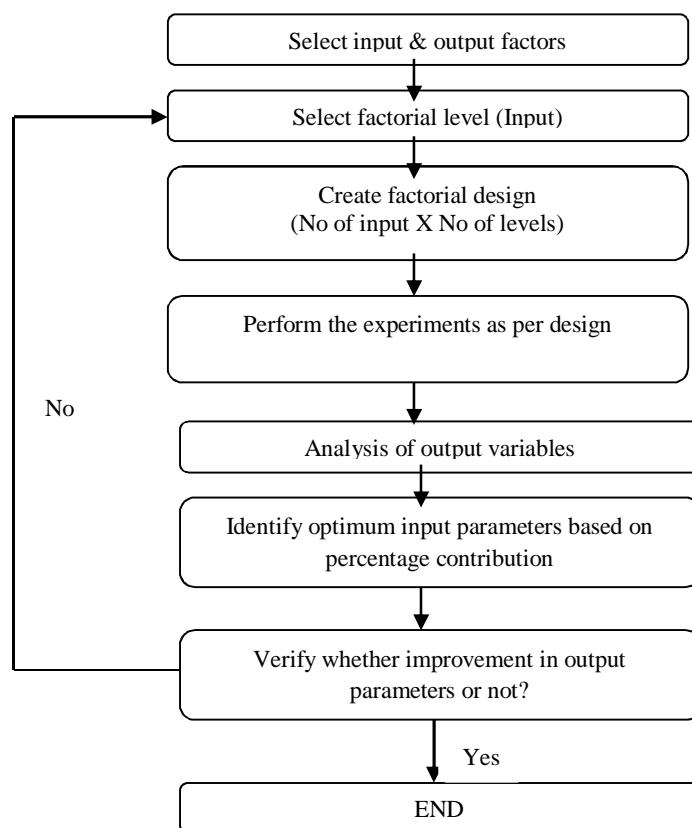 Select input & output factors
Select factorial level (Input)
Create factorial design
(No of input X No of levels)
Perform the experiments as per design
No
Analysis of output variables
Identify optimum input parameters based on
percentage contribution
Verify whether improvement in output
parameters or not?
Yes
END